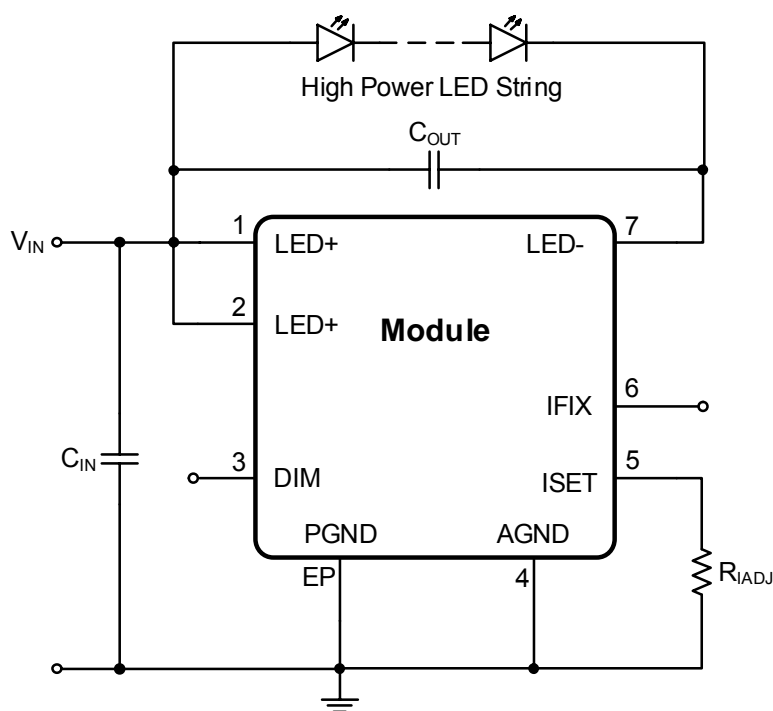 High Power LED String
C_OUT
1
7
V_IN
LED+
LED-
2
LED+
Module
6
IFIX
5
C_IN
3
DIM
ISET
PGND
AGND
EP
4
R_IADJ